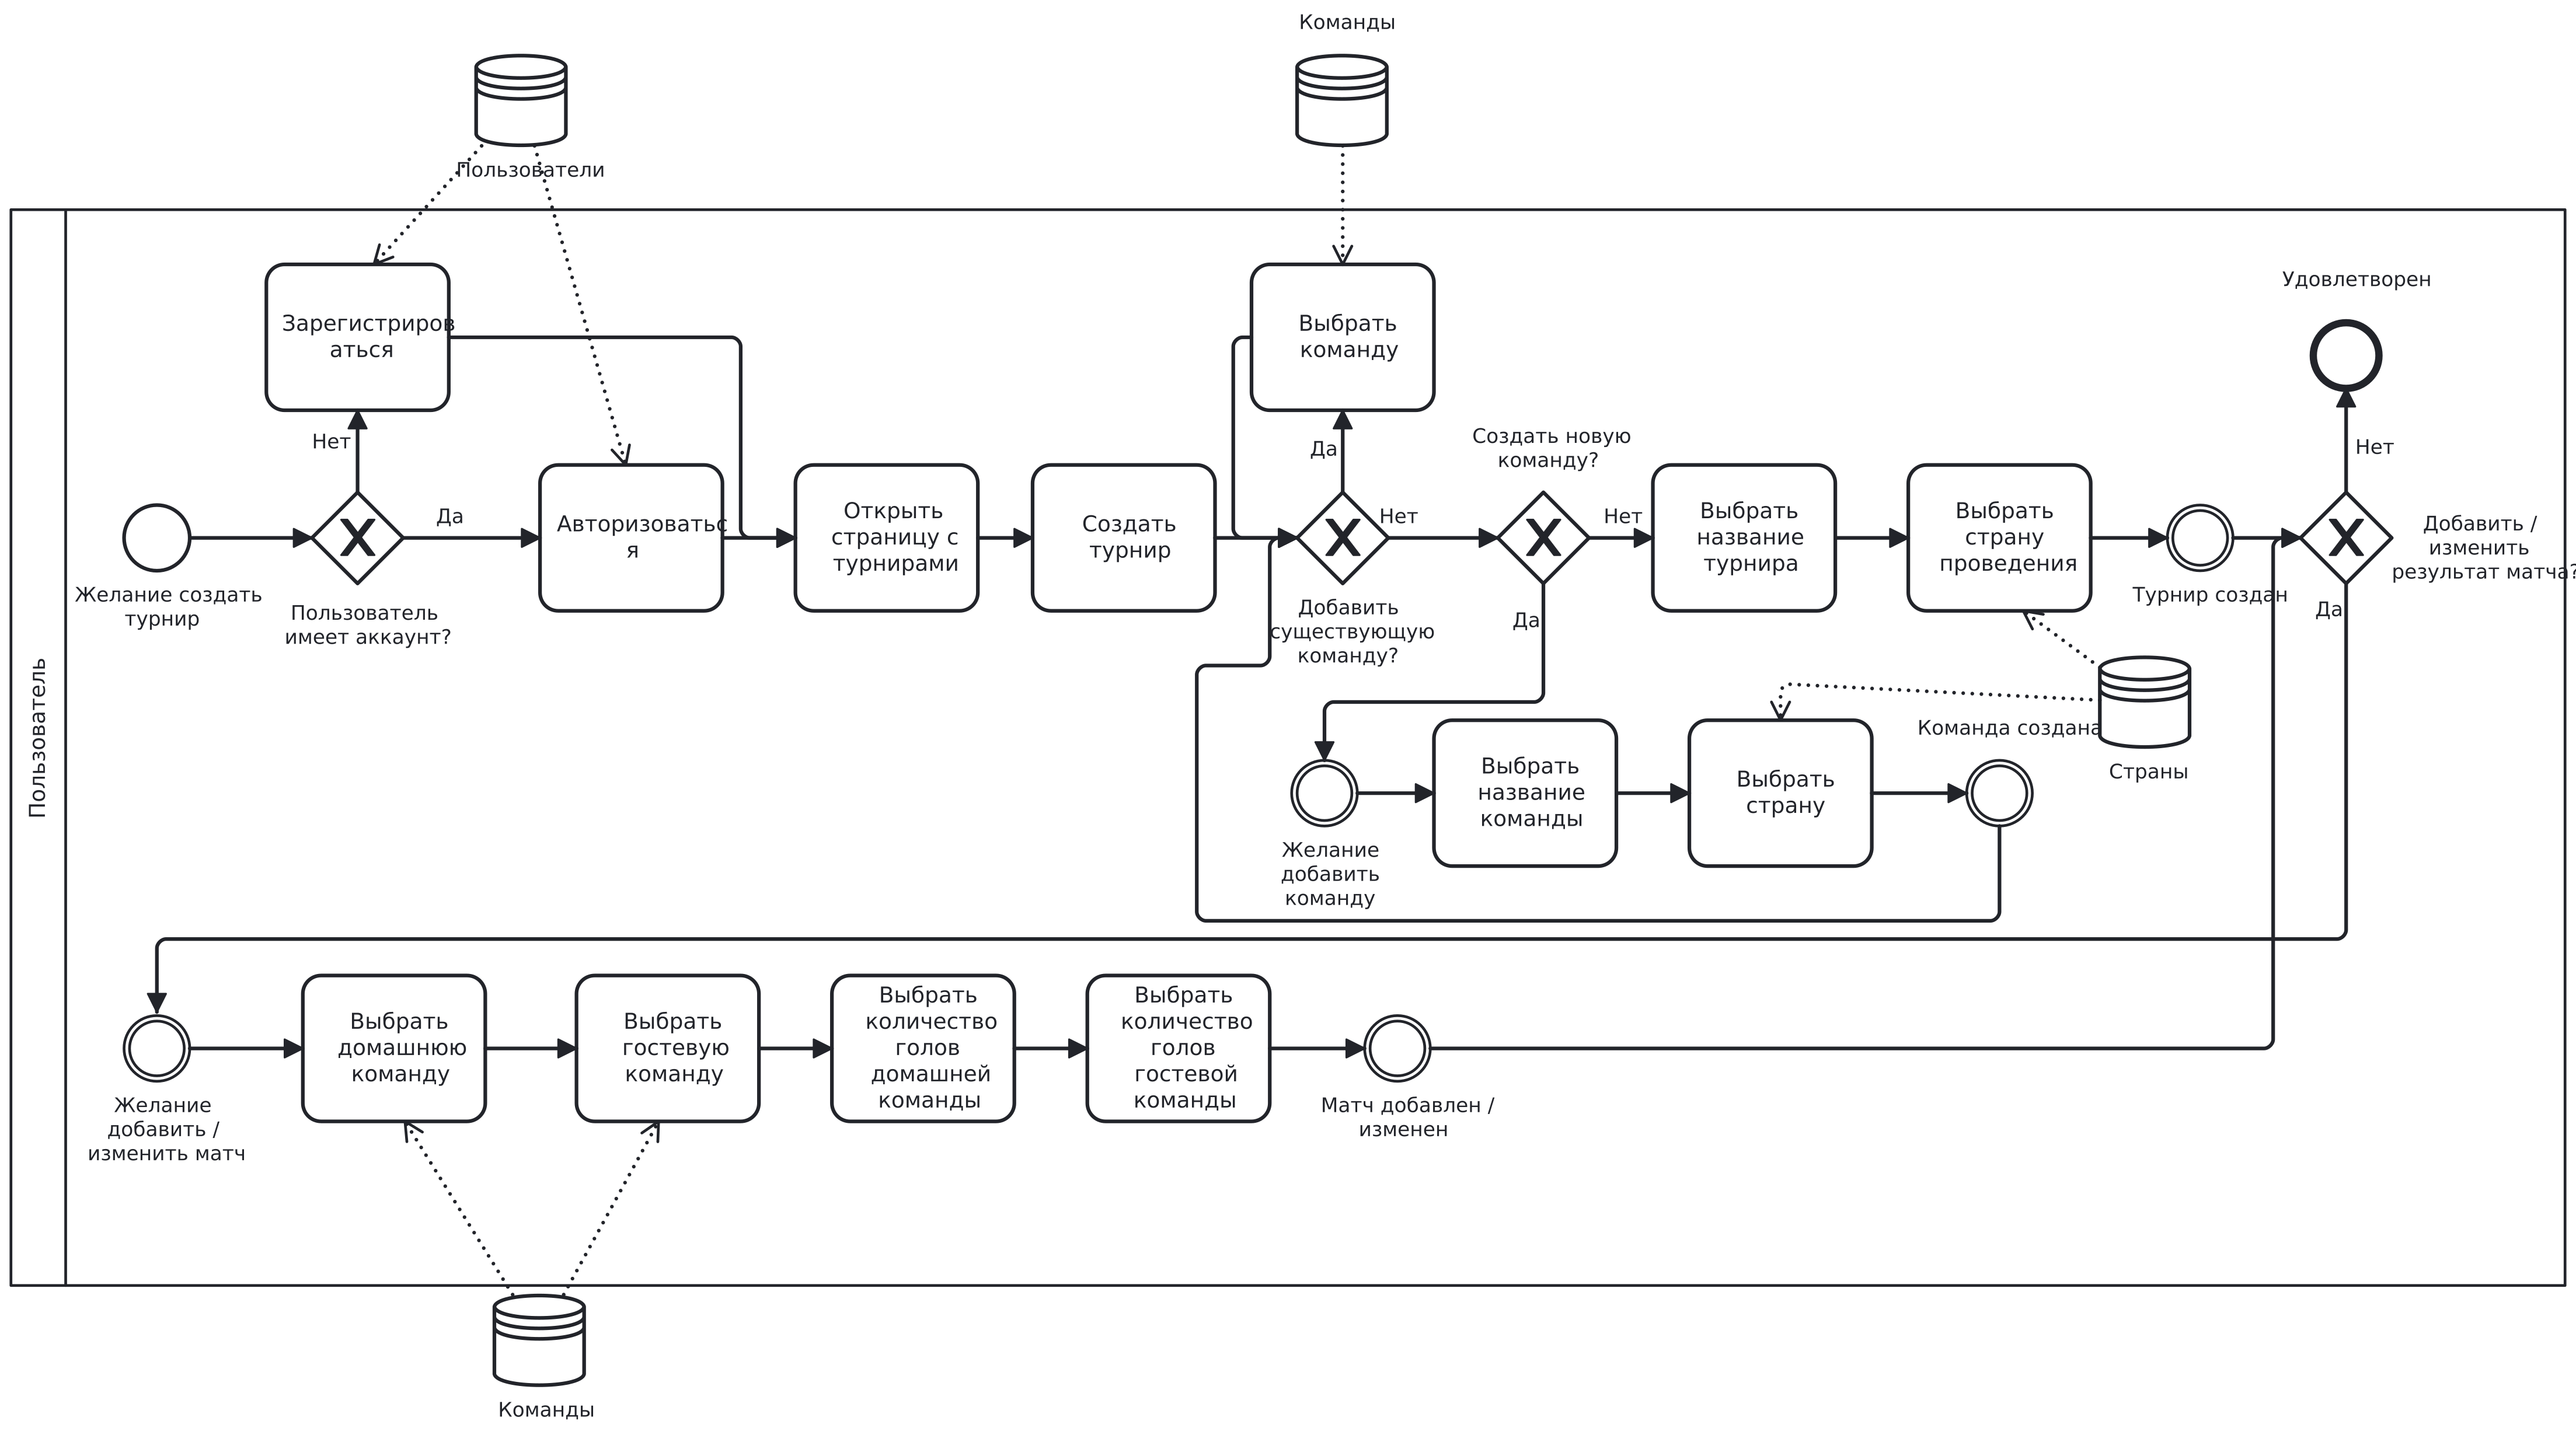 Команды
Пользователи
Пользователь
Зарегистриров
аться
Нет
Да
Желание создать
турнир
Пользователь
имеет аккаунт?
Авторизоватьс
я
Открыть
страницу с
турнирами
Создать
турнир
Выбрать
команду
Да
Нет
Добавить
существующую
команду?
Создать новую
команду?
Нет
Да
Выбрать
название
турнира
Выбрать
страну
проведения
Турнир создан
Удовлетворен
Нет
Добавить /
изменить
результат матча?
Да
Желание
добавить
команду
Выбрать
название
команды
Выбрать
страну
Команда создана
Страны
Желание
добавить /
изменить матч
Выбрать
домашнюю
команду
Выбрать
гостевую
команду
Выбрать
количество
голов
домашней
команды
Выбрать
количество
голов
гостевой
команды
Матч добавлен /
изменен
Команды